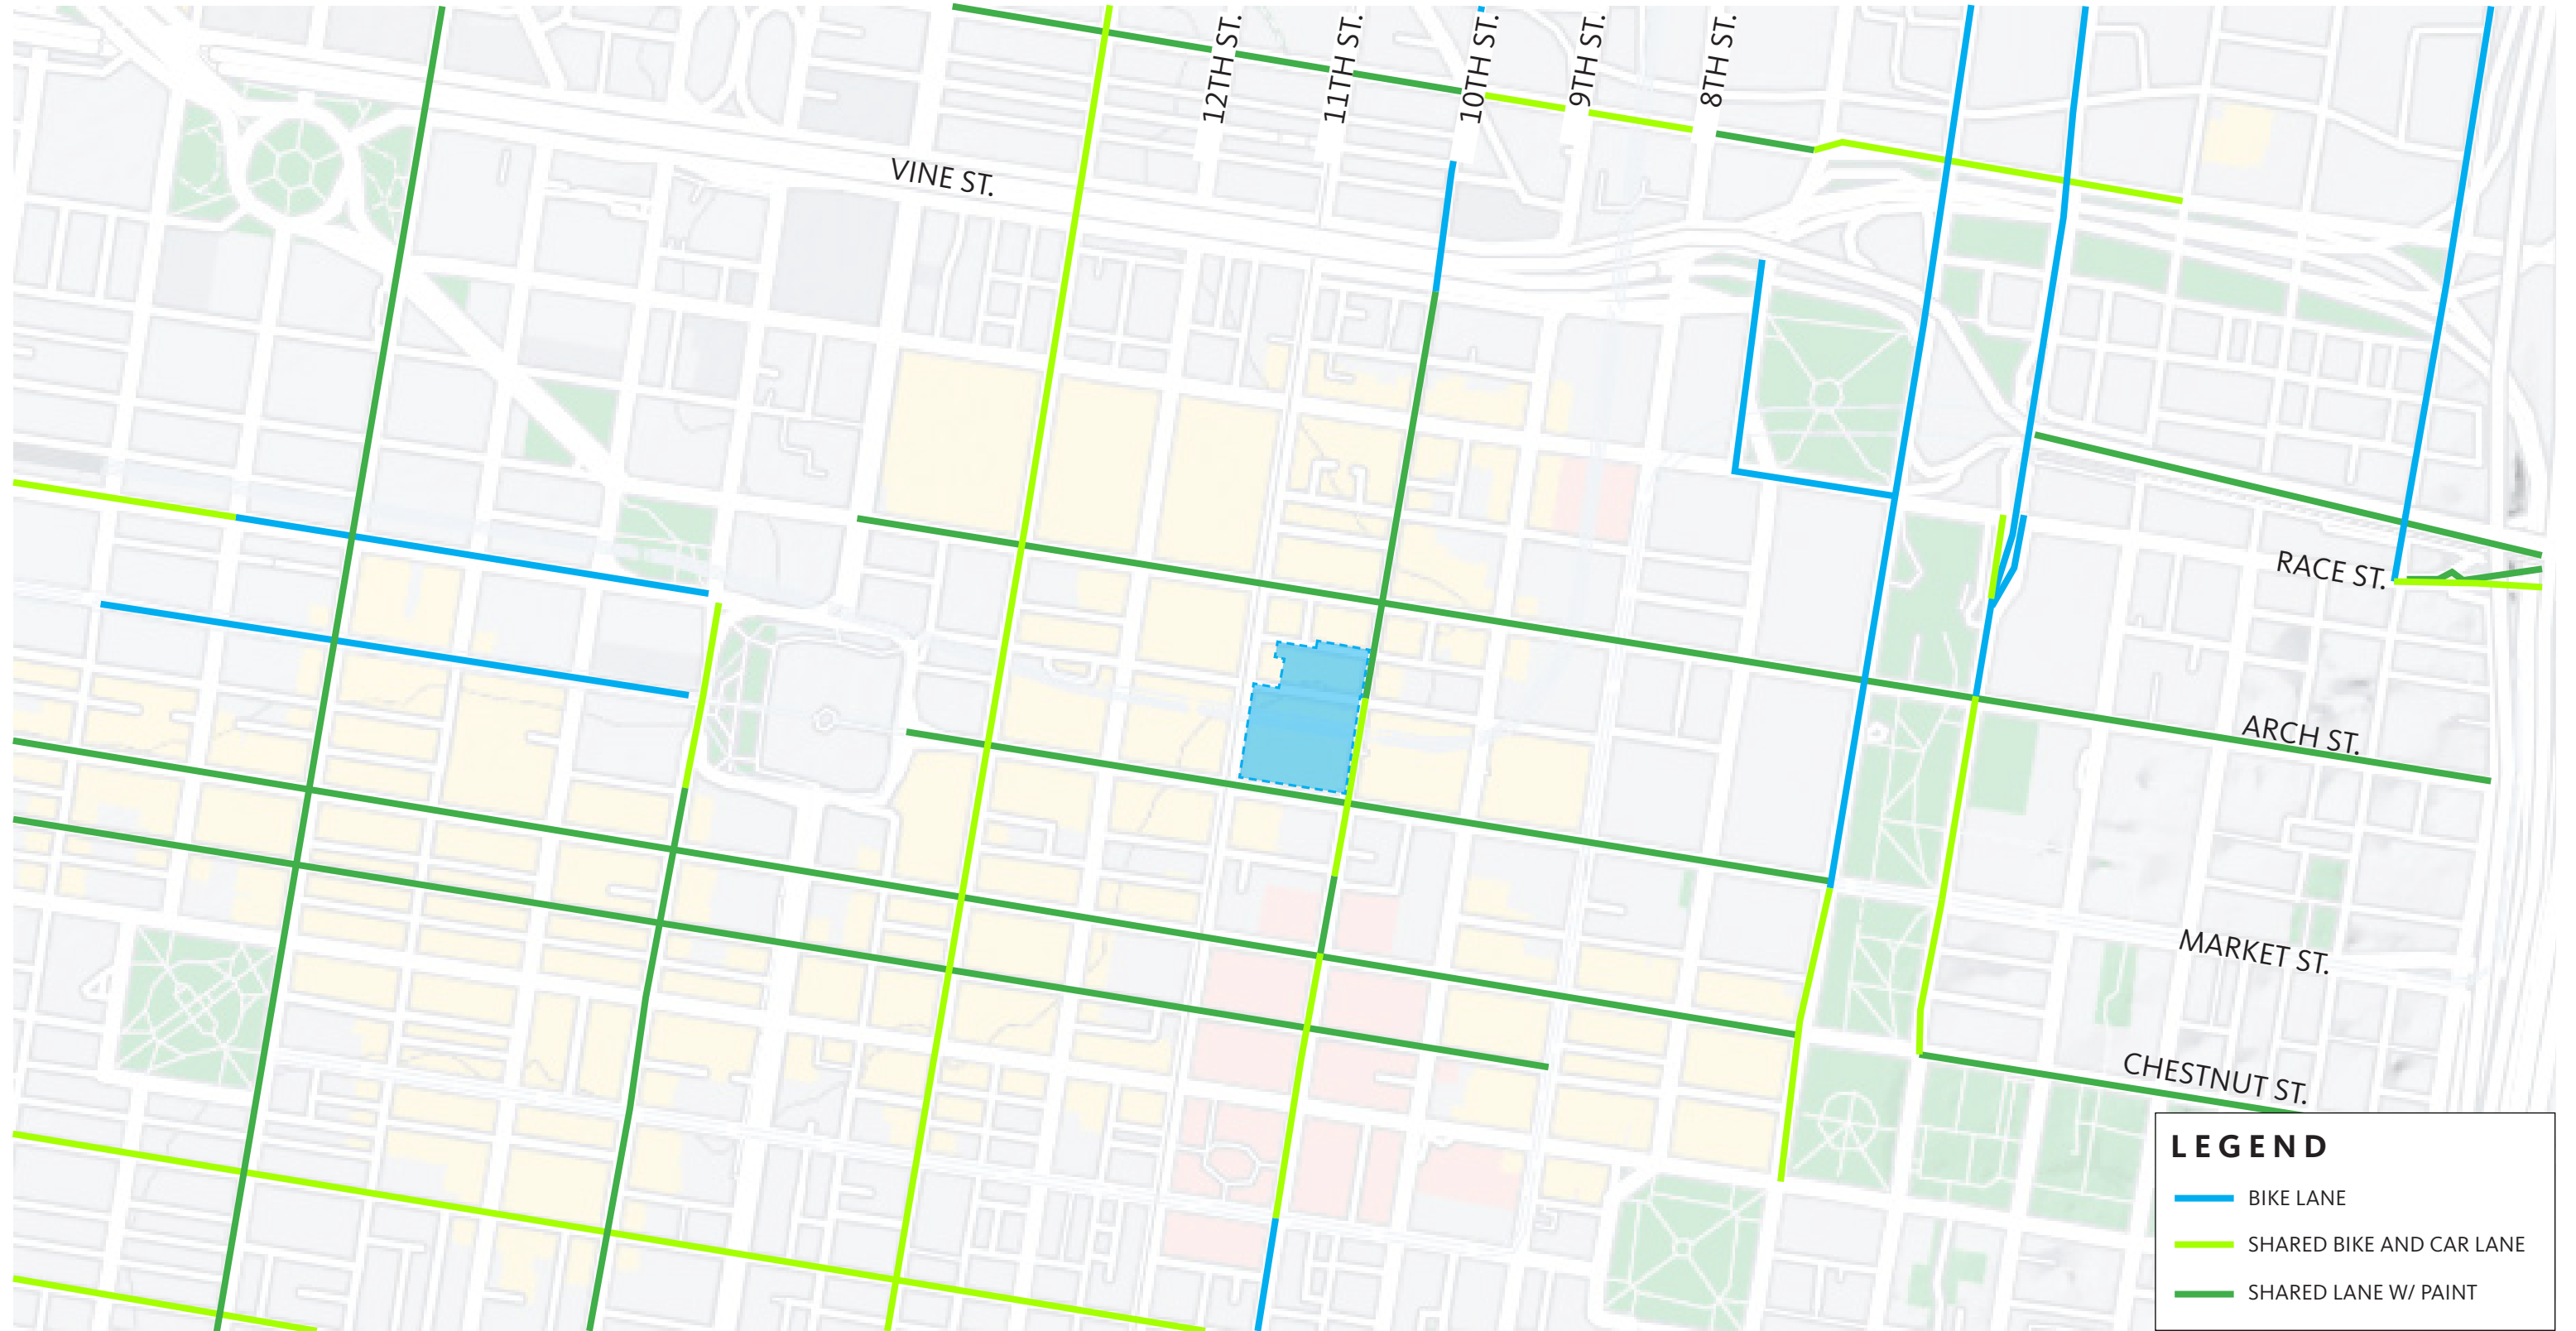 12TH ST.
11TH ST.
10TH ST.
9TH ST.
8TH ST.
VINE ST.
RACE ST.
ARCH ST.
MARKET ST.
CHESTNUT ST.
LEGEND
BIKE LANE
SHARED BIKE AND CAR LANE
SHARED LANE W/ PAINT